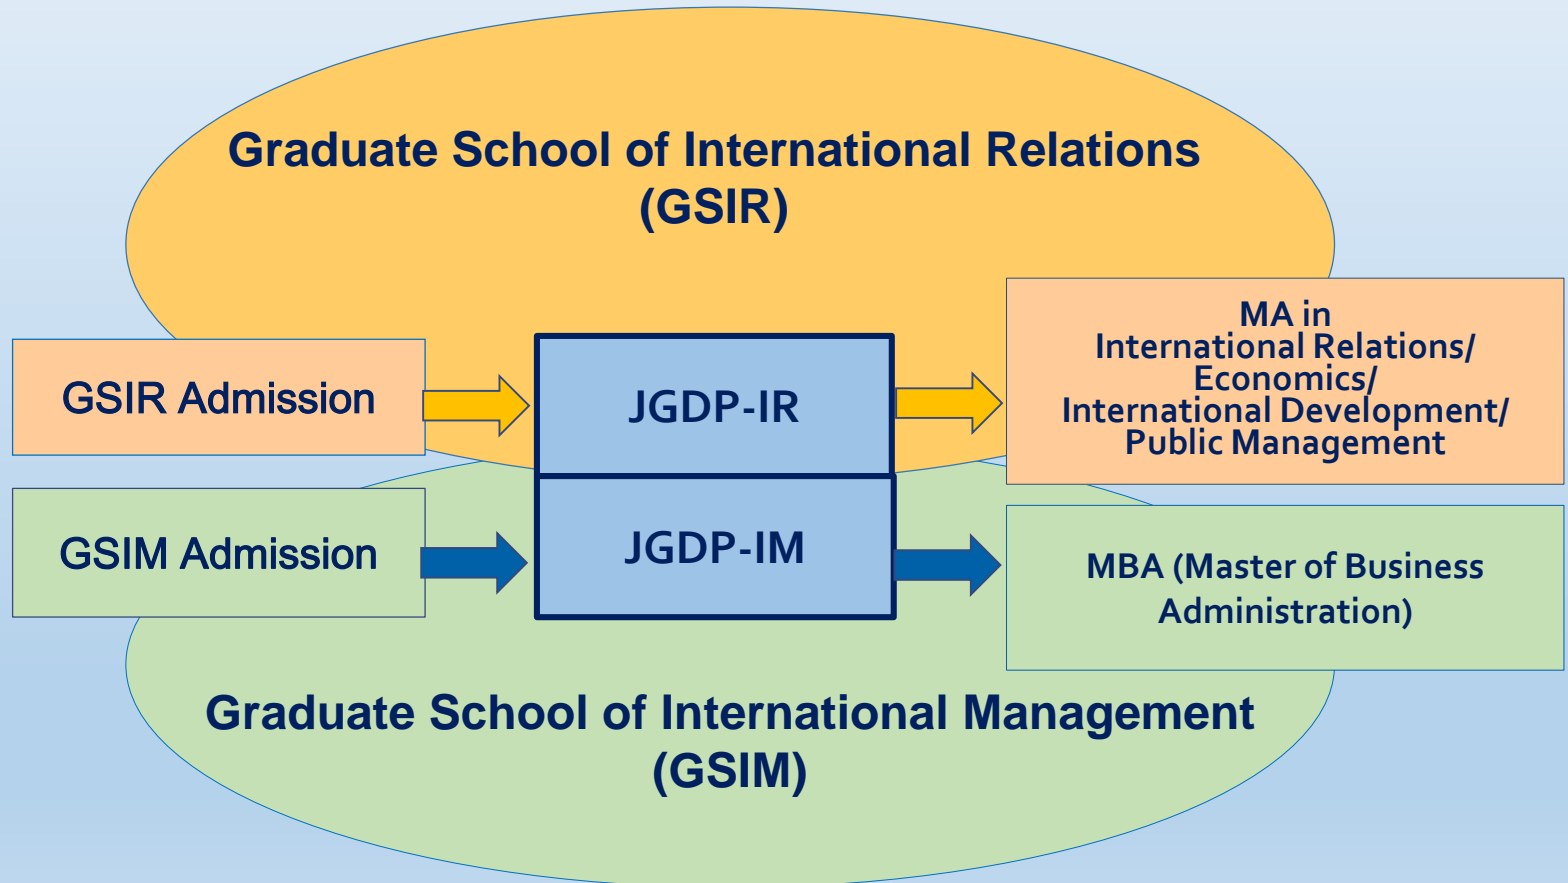 Graduate School of International Relations
(GSIR)
GSIR Admission
JGDP-IR
MA in
International Relations/
Economics/
International Development/
Public Management
GSIM Admission
JGDP-IM
MBA (Master of Business
Administration)
Graduate School of International Management
(GSIM)